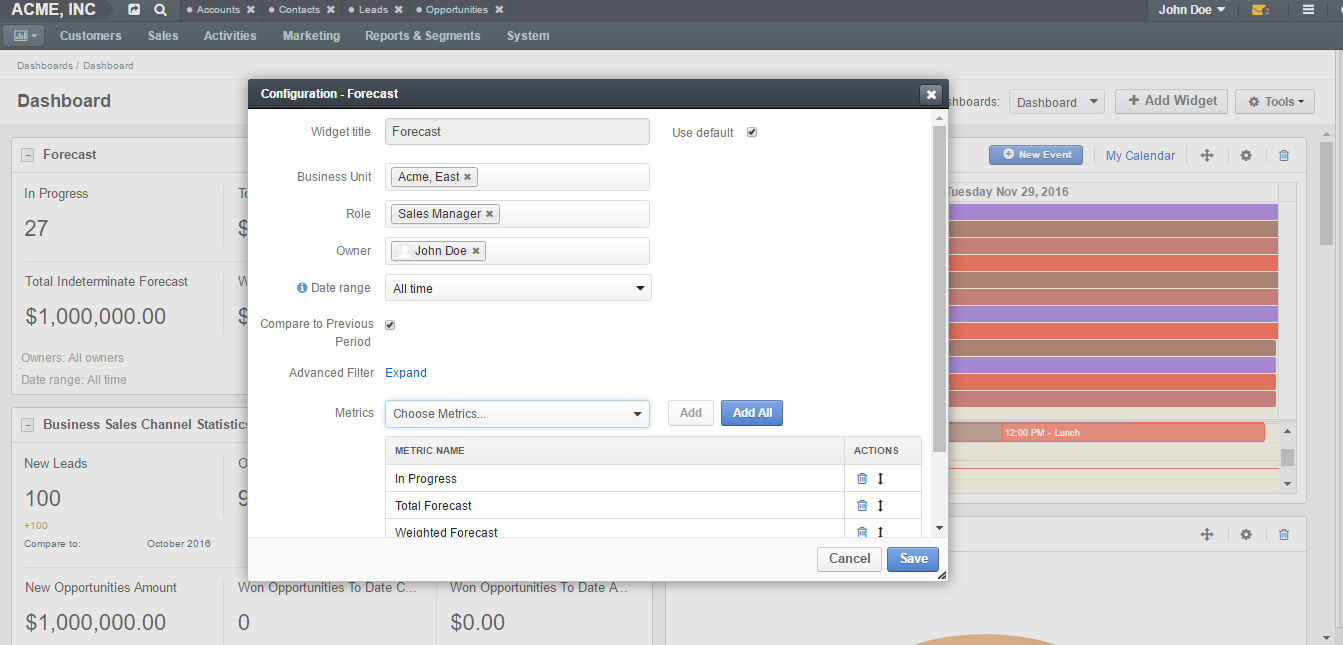 ACME, INC
Accounts
Contacts
Leads
Opportunities
John Doe
2
Customers
Sales
Activities
Marketing
Reports & Segments
System
Dashboards / Dashboard
Dashboard
Dashboard
Add Widget
Tools
Configuration - Forecast
Widget title
Forecast
Use default
Business Unit
Acme, East
Role
Sales Manager
Owner
John Doe
Date range
All time
Compare to Previous
Period
Advanced Filter
Expand
Metrics
Choose Metrics...
Add
Add All
METRIC NAME
ACTIONS
In Progress
Total Forecast
Weighted Forecast
Cancel
Save
Forecast
In Progress
27
$
Total Indeterminate Forecast
W
$1,000,000.00
$
Owners: All owners
Date range: All time
New Event
My Calendar
Tuesday Nov 29, 2016
12:00 PM - Lunch
Business Sales Channel Statistics
New Leads
100
+100
Compare to:
October 2016
New Opportunities Amount
Won Opportunities To Date C...
Won Opportunities To Date A...
$1,000,000.00
0
$0.00